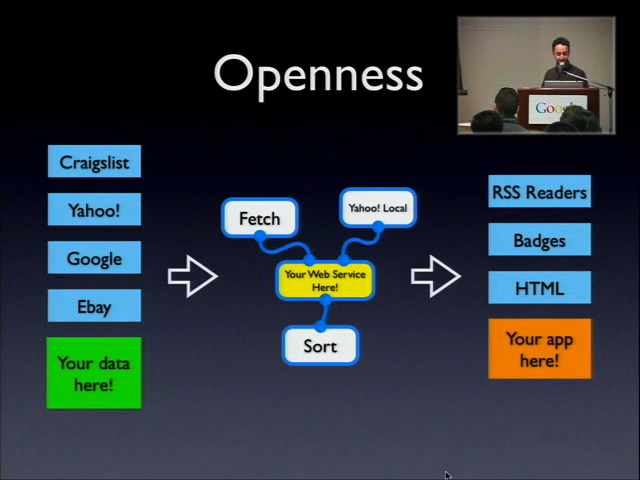 Openness
Google
Craigslist
Yahoo!
Google
Ebay
Your data
here!
Fetch
Yahoo! Local
Your Web Service
Here!
Sort
RSS Readers
Badges
HTML
Your app
here!